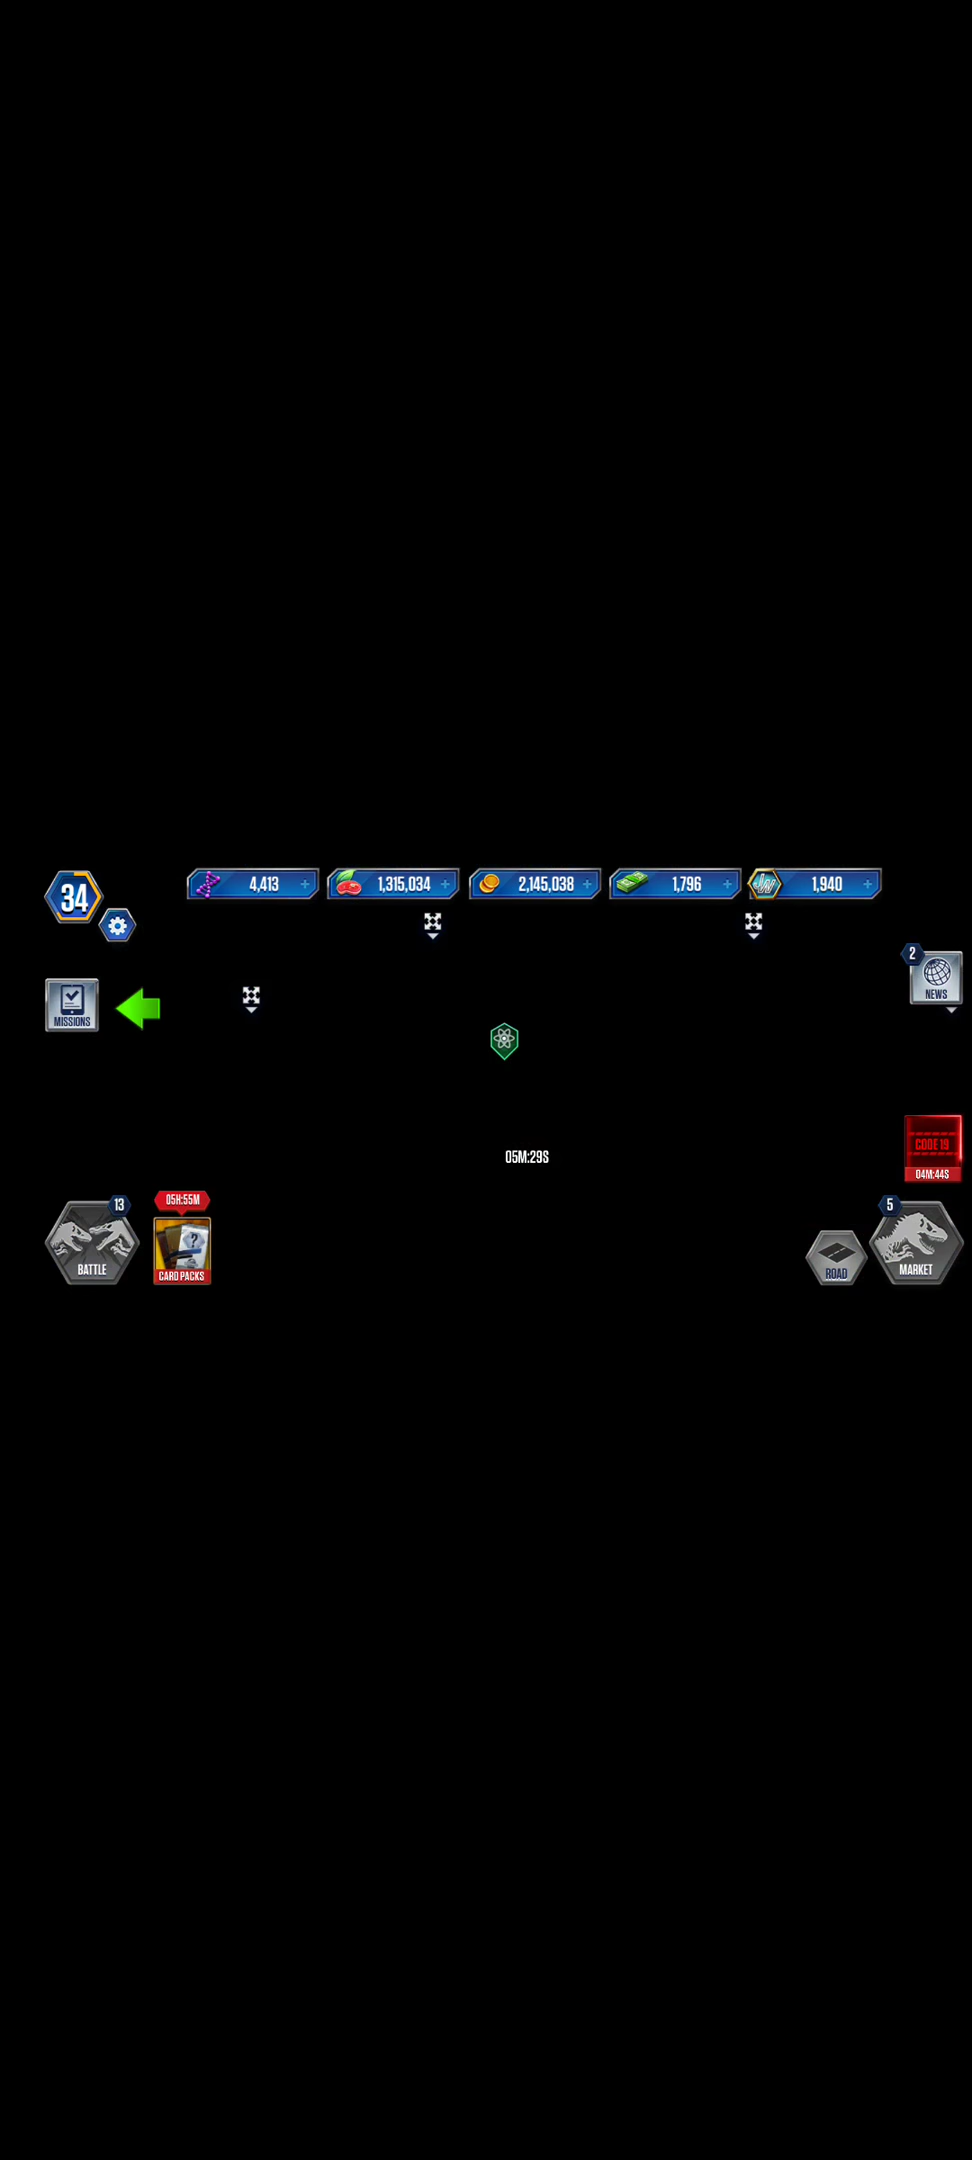 34
4,413
1,315,034
2,145,038
1,796
1,940
2
NEWS
MISSIONS
CODE 19
04M:44S
05M:29S
13
BATTLE
05H:55M
?
CARD PACKS
ROAD
5
MARKET